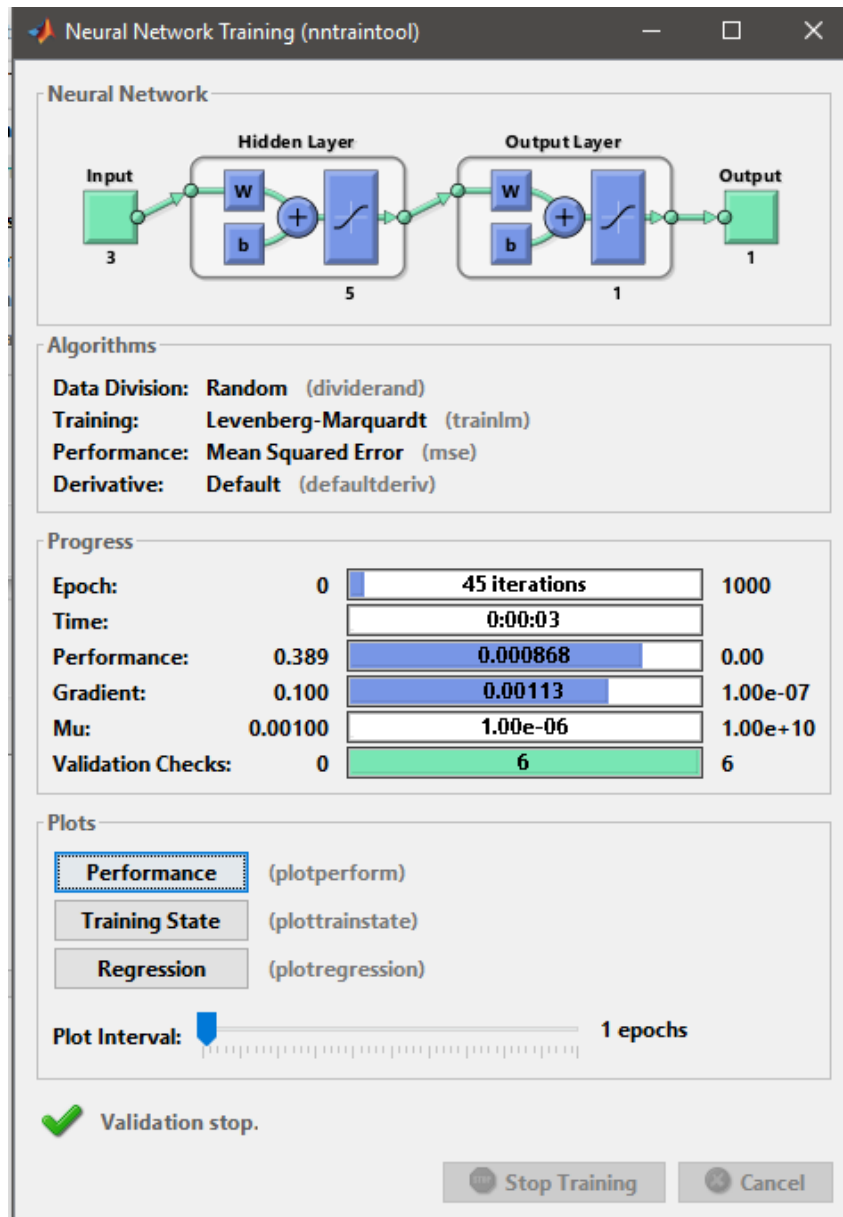 Neural Network Training (nntraintool)
Neural Network
Hidden Layer Output Layer
Input Output
W W
+ +
b b
3 1
5 1
Algorithms
Data Division: Random (dividerand)
Training: Levenberg-Marquardt (trainlm)
Performance: Mean Squared Error (mse)
Derivative: Default (defaultderiv)
Progress
Epoch: 0 45 iterations 1000
Time: 0:00:03
Performance: 0.389 0.000868 0.00
Gradient: 0.100 0.00113 1.00e-07
Mu: 0.00100 1.00e-06 1.00e+10
Validation Checks: 0 6 6
Plots
Performance (plotperform)
Training State (plottrainstate)
Regression (plotregression)
Plot Interval: 1 epochs
Validation stop.
Stop Training Cancel